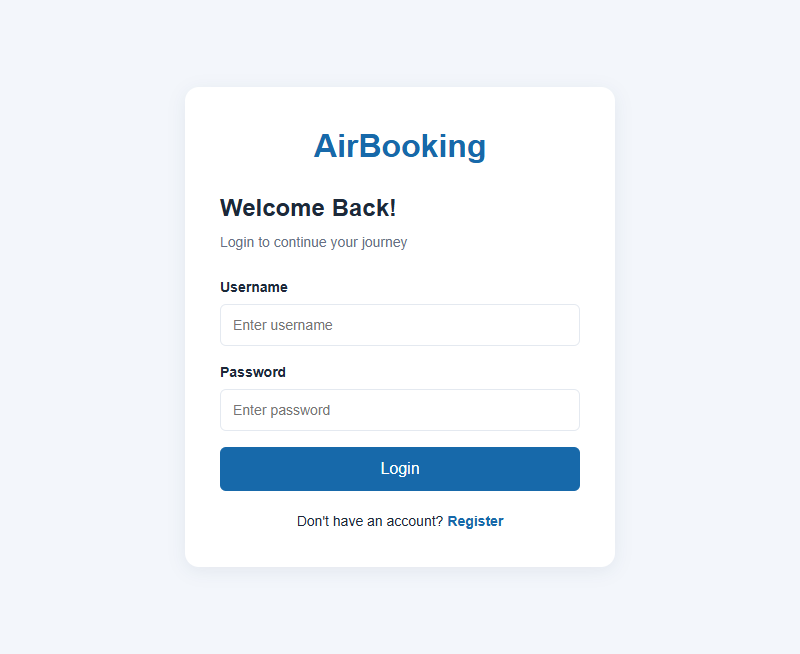 AirBooking
Welcome Back!
Login to continue your journey
Username
Enter username
Password
Enter password
Login
Don't have an account? Register